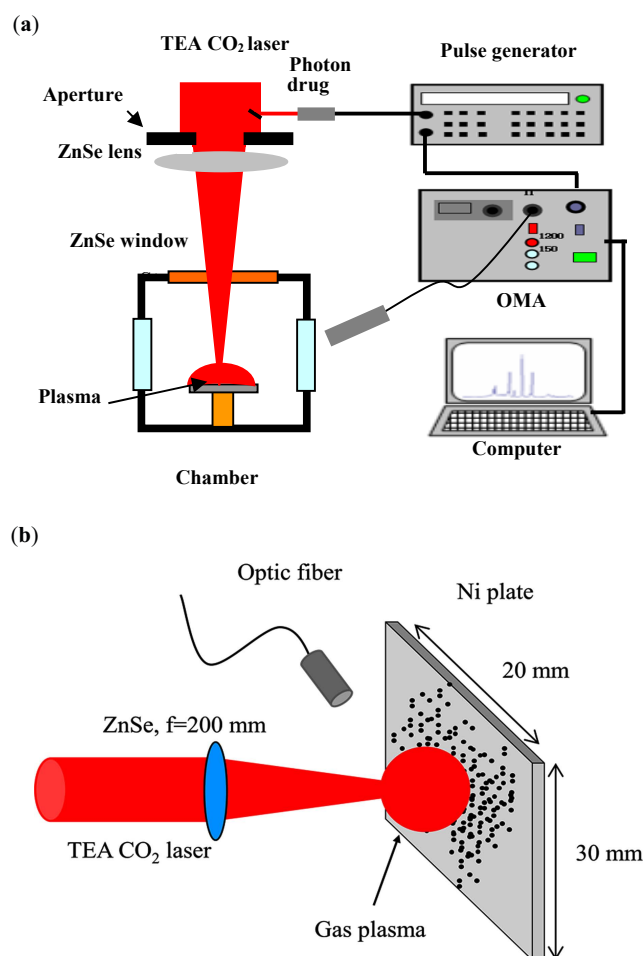 (a)
TEA CO₂ laser
Photon
drug
Pulse generator
Aperture
ZnSe lens
ZnSe window
1200
150
OMA
Plasma
Computer
Chamber
(b)
Optic fiber
Ni plate
20 mm
ZnSe, f=200 mm
TEA CO₂ laser
30 mm
Gas plasma